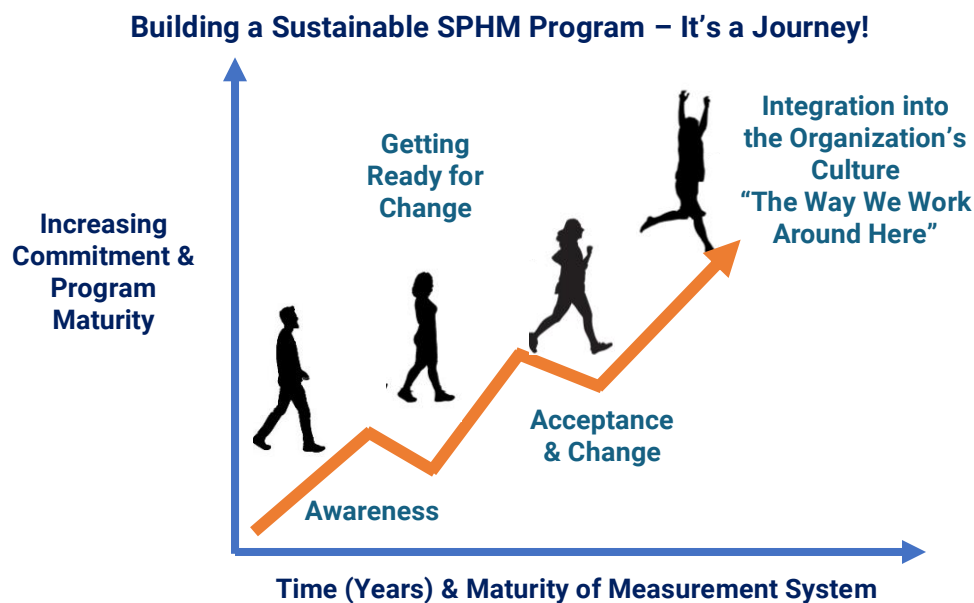 Building a Sustainable SPHM Program – It’s a Journey!
Increasing
Commitment &
Program
Maturity
Getting
Ready for
Change
Integration into
the Organization’s
Culture
“The Way We Work
Around Here”
Acceptance
& Change
Awareness
Time (Years) & Maturity of Measurement System